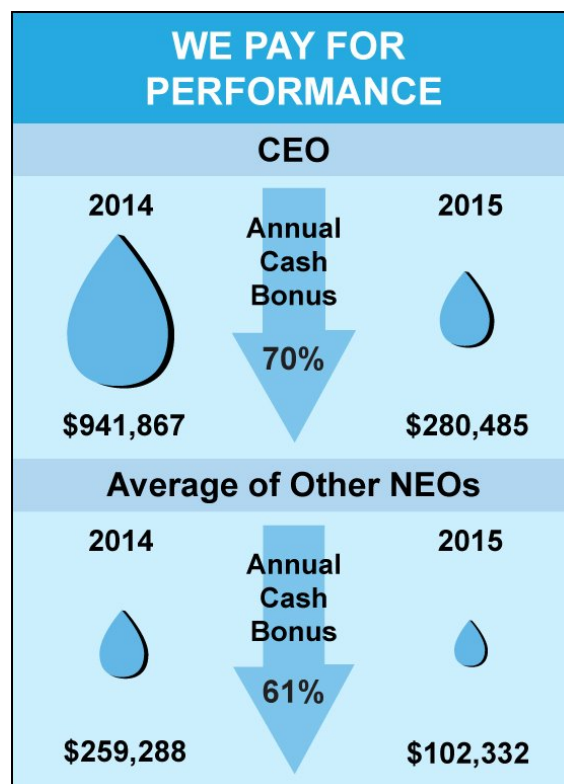 WE PAY FOR
PERFORMANCE
CEO
2014
2015
Annual
Cash
Bonus
70%
$941,867
$280,485
Average of Other NEOs
2014
2015
Annual
Cash
Bonus
61%
$259,288
$102,332